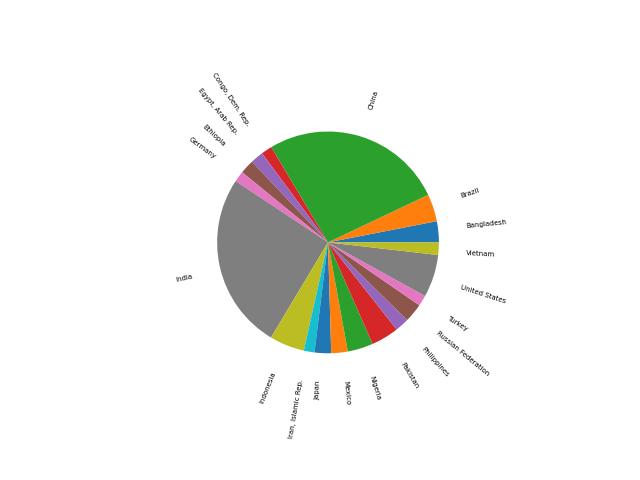 China
Congo, Dem. Rep.
Egypt, Arab Rep.
Ethiopia
Germany
Brazil
Bangladesh
Vietnam
India
United States
Turkey
Russian Federation
Philippines
Pakistan
Nigeria
Mexico
Japan
Iran, Islamic Rep.
Indonesia